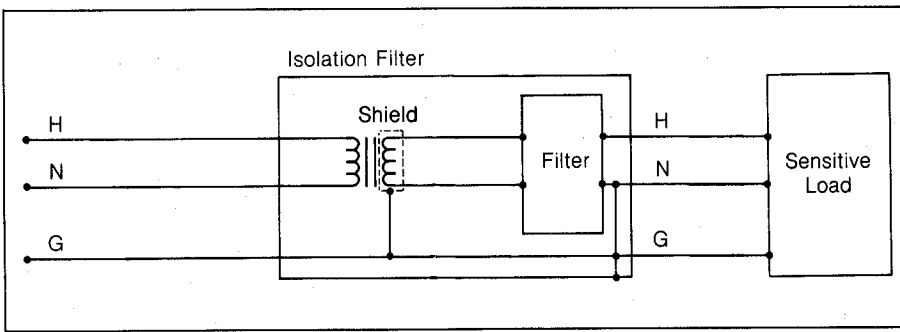 Isolation Filter
Shield
H
H
Filter
Sensitive
Load
N
N
G
G